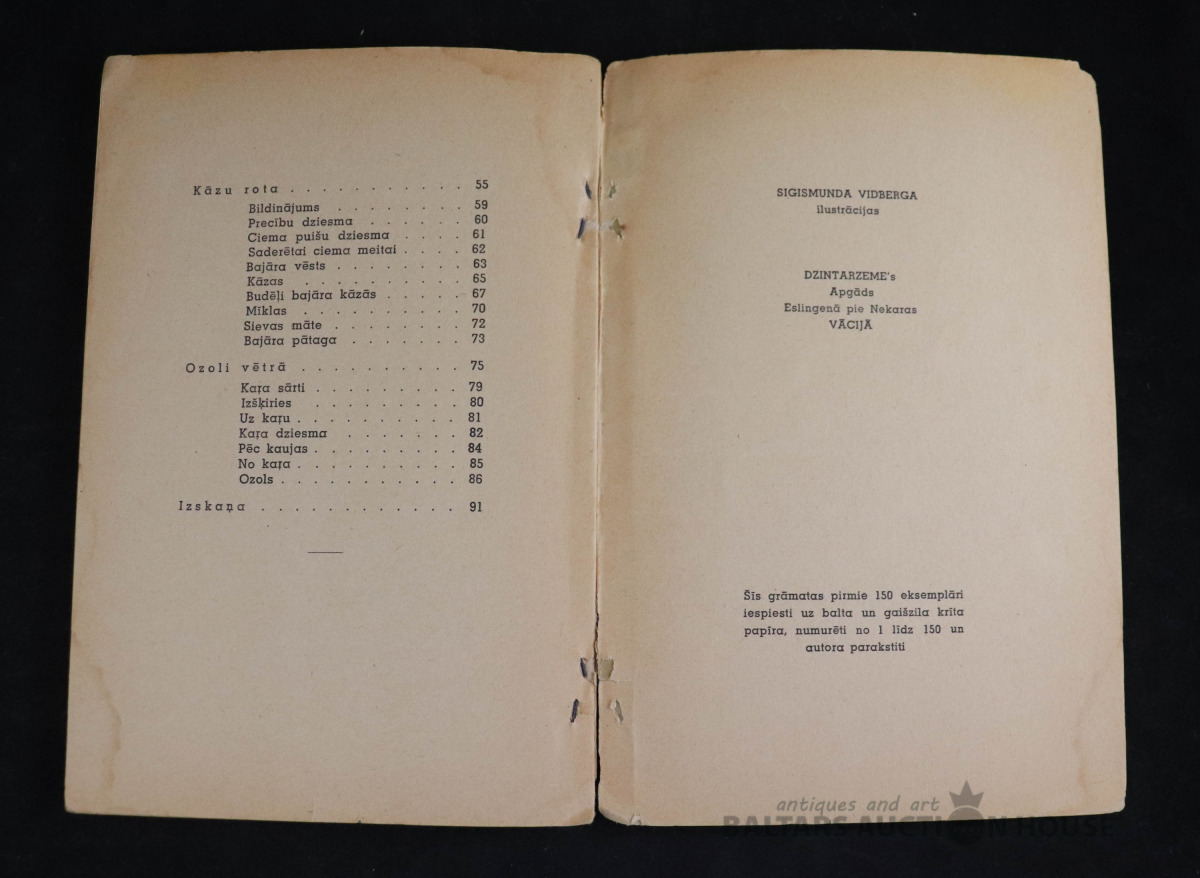 Kāzu rota . . . . . . . . . . . 55
Bildinājums . . . . . . . . . 59
Precību dziesma . . . . . . 60
Ciema puišu dziesma . . . . 61
Saderētai ciema meitai . . . . 62
Bajāra vēsts . . . . . . . . 63
Kāzas . . . . . . . . . . 65
Budēļi bajāra kāzās . . . . . 67
Mīklas . . . . . . . . . . 70
Sievas māte . . . . . . . . 72
Bajāra pātaga . . . . . . . 73
Ozoli vētrā . . . . . . . . . . 75
Kaŗa sārti . . . . . . . . . 79
Izšķiries . . . . . . . . . 80
Uz kaŗu . . . . . . . . . . 81
Kaŗa dziesma . . . . . . . 82
Pēc kaujas . . . . . . . . . 84
No kaŗa . . . . . . . . . . 85
Ozols . . . . . . . . . . . 86
Izskaņa . . . . . . . . . . . . 91
SIGISMUNDA VIDBERGA
ilustrācijas
DZINTARZEME's
Apgāds
Eslingenā pie Nekaras
VĀCIJĀ
Šīs grāmatas pirmie 150 eksemplāri
iespiesti uz balta un gaišzila krīta
papīra, numurēti no 1 līdz 150 un
autora parakstīti
antiques and art
BALTARS AUCTION HOUSE